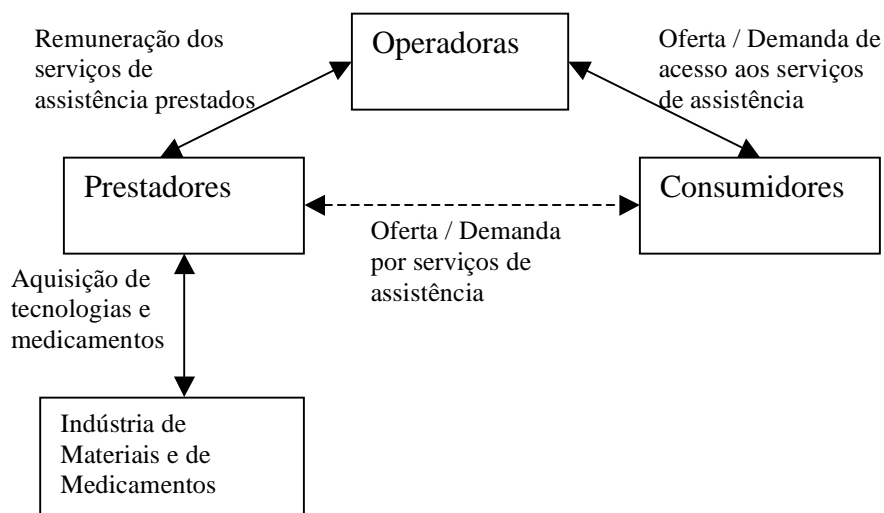 Remuneração dos
serviços de
assistência prestados
Operadoras
Oferta / Demanda de
acesso aos serviços
de assistência
Prestadores
Consumidores
Oferta / Demanda
por serviços de
assistência
Aquisição de
tecnologias e
medicamentos
Indústria de
Materiais e de
Medicamentos